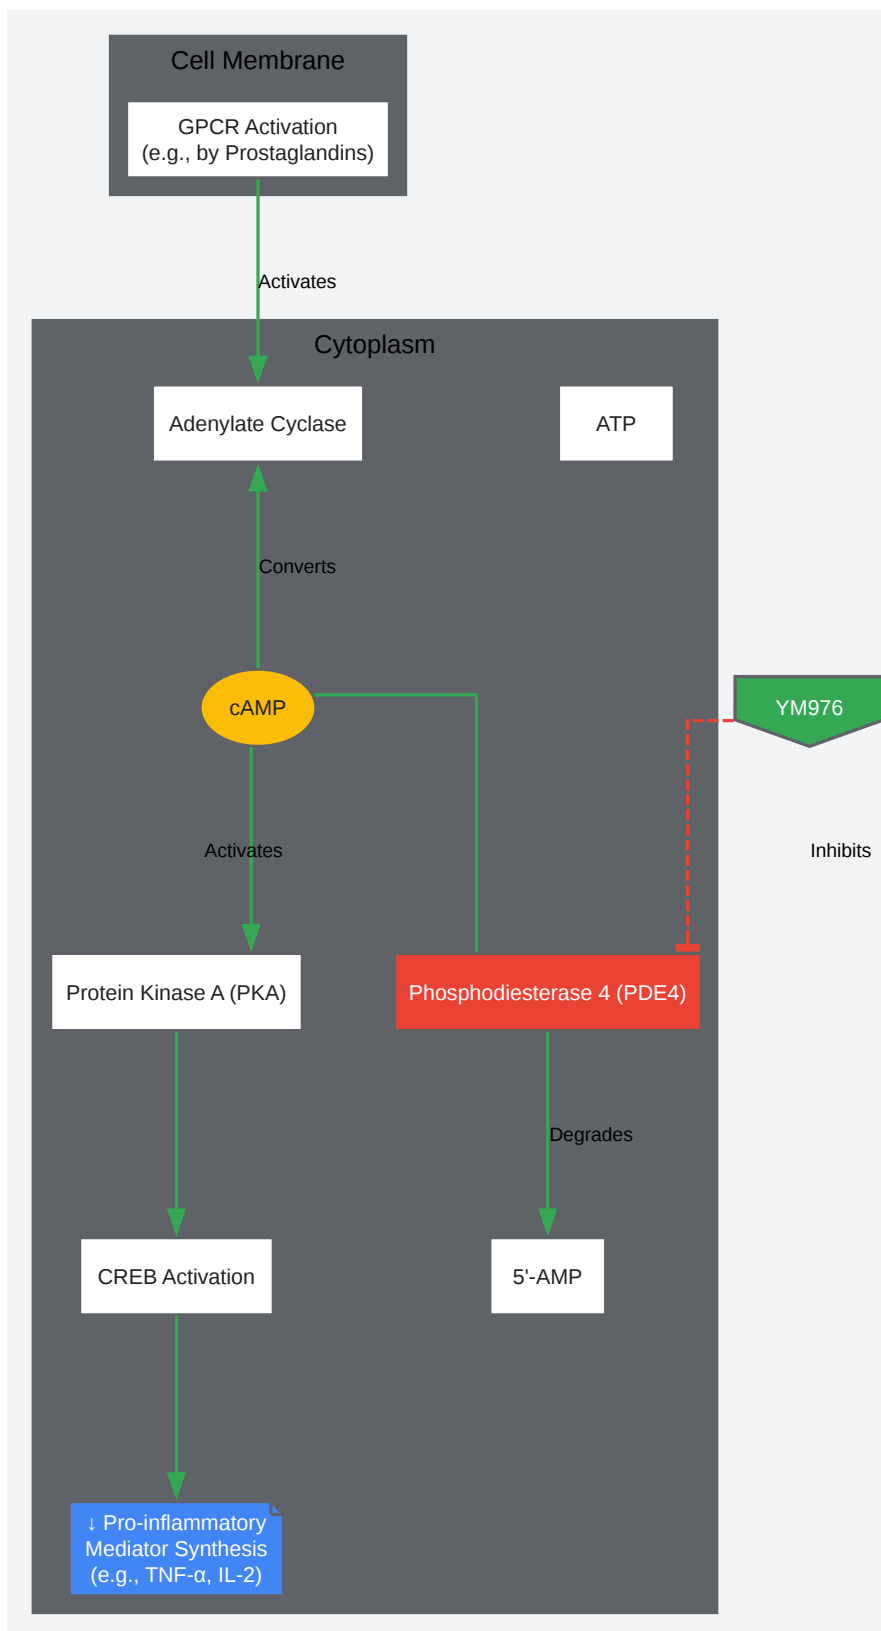 Cell Membrane
GPCR Activation
(e.g., by Prostaglandins)
Activates
Cytoplasm
Adenylate Cyclase
ATP
Converts
cAMP
YM976
Activates
Inhibits
Protein Kinase A (PKA)
Phosphodiesterase 4 (PDE4)
Degrades
CREB Activation
5'-AMP
↓ Pro-inflammatory
Mediator Synthesis
(e.g., TNF-α, IL-2)